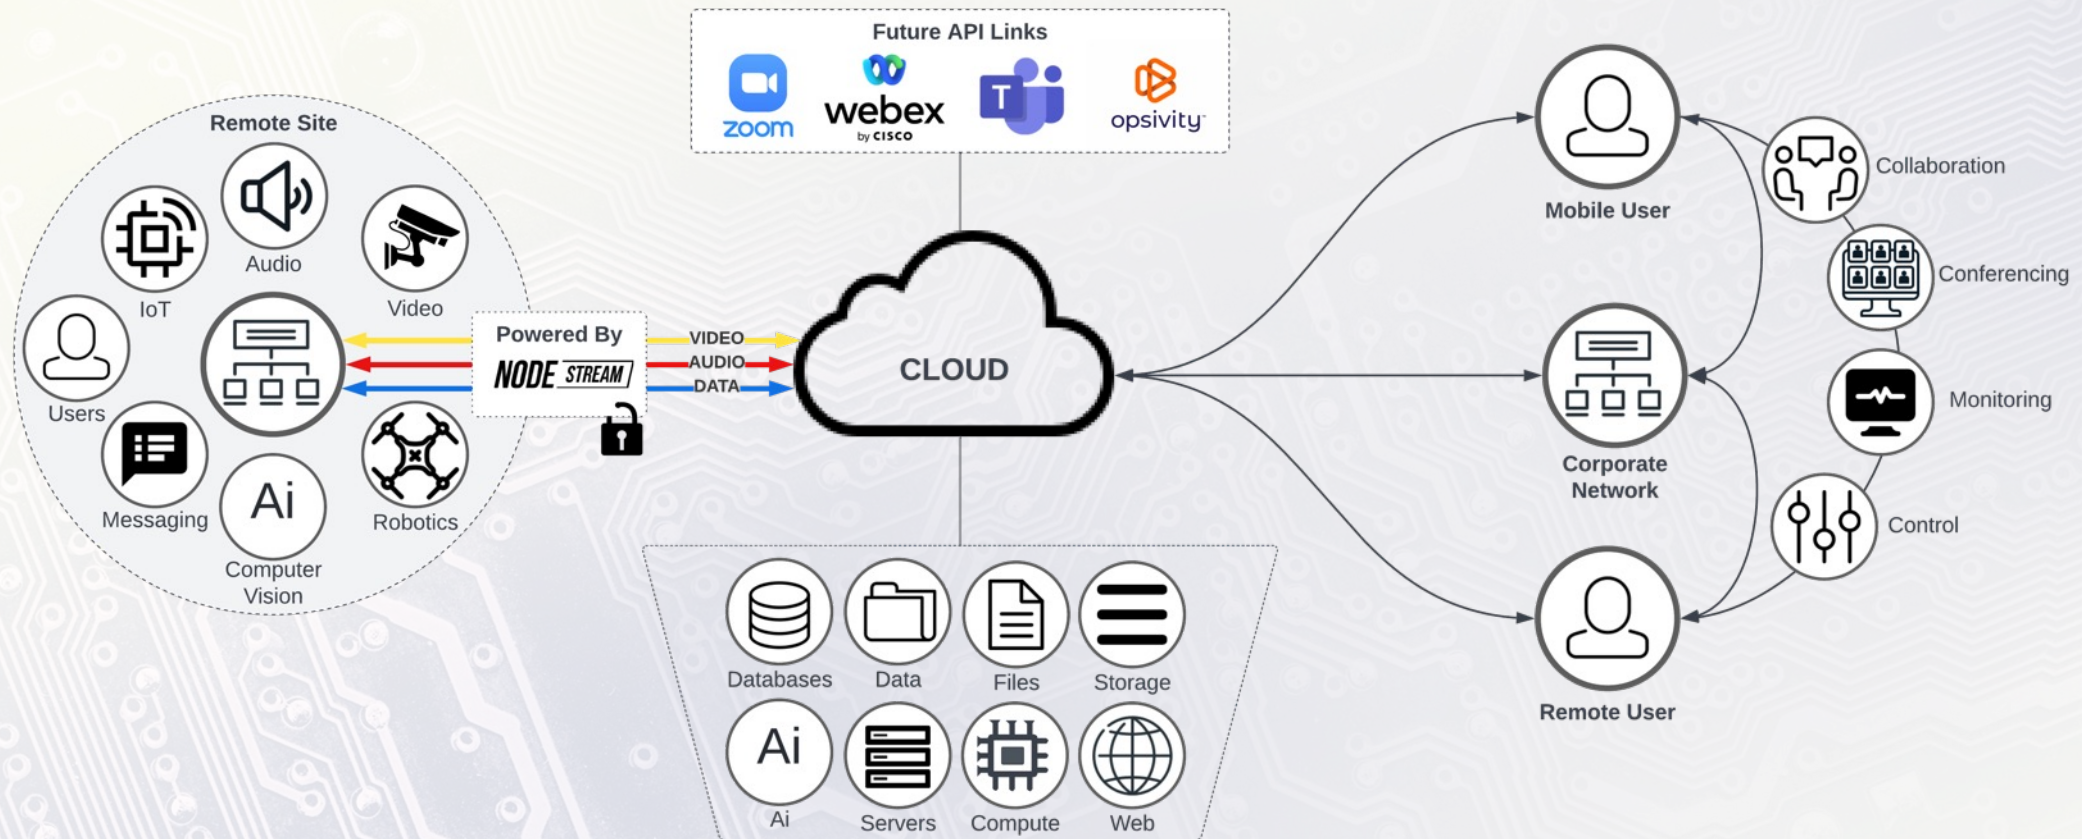 Future API Links
zoom
webex
by CISCO
T
opsivity
Remote Site
Audio
IoT
Video
Users
Powered By
NODE STREAM
VIDEO
AUDIO
DATA
Messaging
Ai
Computer
Vision
Robotics
CLOUD
Databases
Data
Files
Storage
Ai
Ai
Servers
Compute
Web
Mobile User
Corporate
Network
Remote User
Collaboration
Conferencing
Monitoring
Control